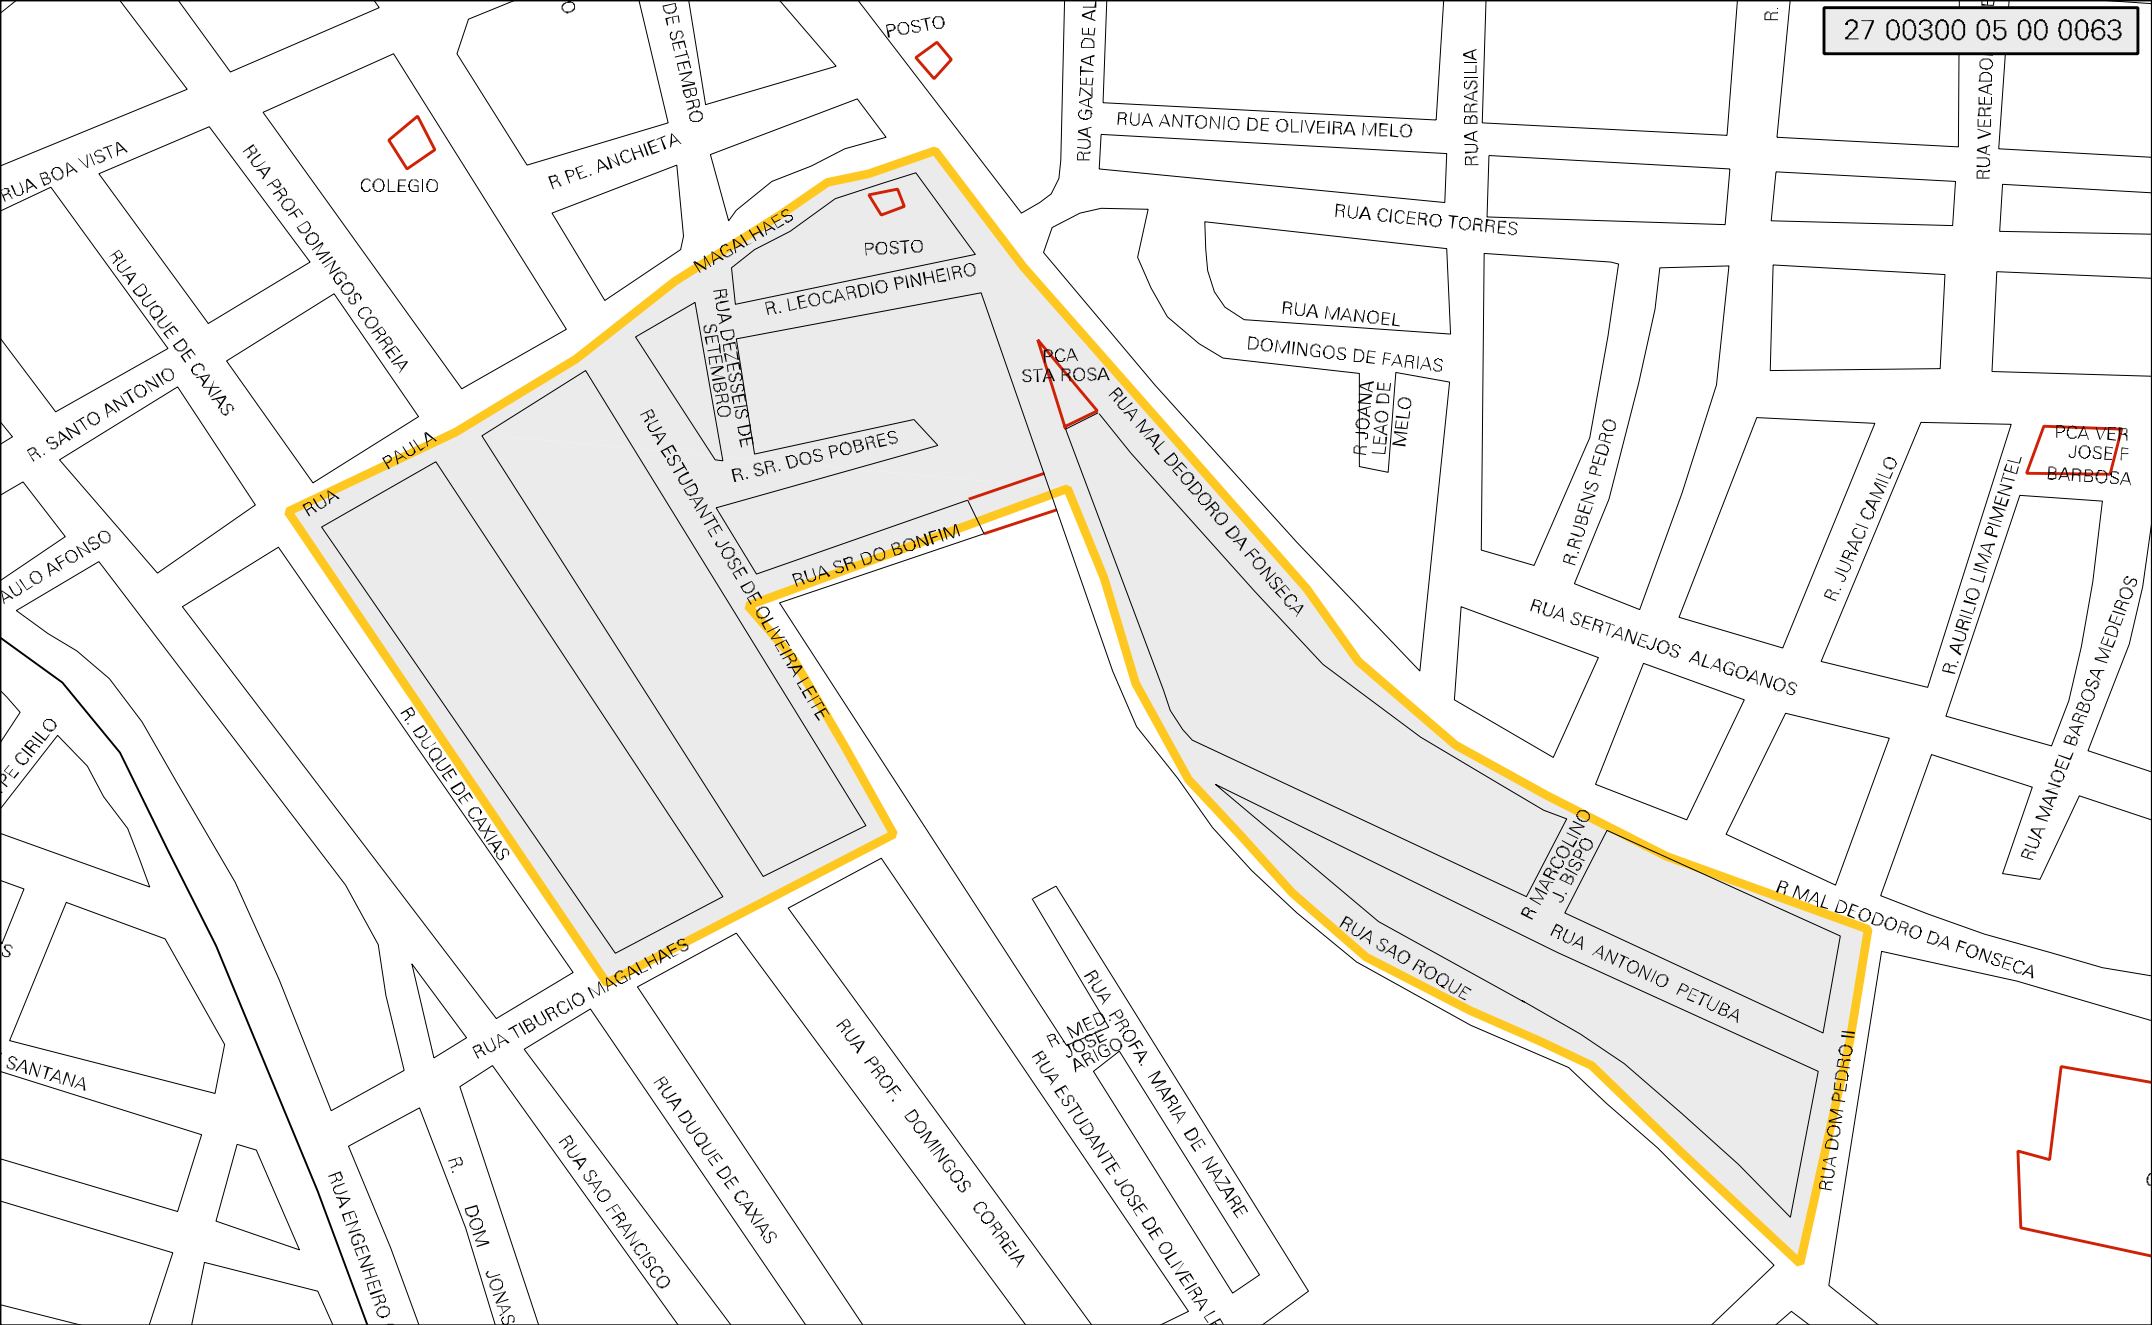 27 00300 05 00 0063
POSTO
DE SETEMBRO
RUA GAZETA DE AL
RUA BRASILIA
R.
RUA VEREADO
RUA ANTONIO DE OLIVEIRA MELO
RUA BOA VISTA
RUA PROF DOMINGOS CORREIA
COLEGIO
R PE. ANCHIETA
RUA CICERO TORRES
MAGALHAES
POSTO
R. LEOCARDIO PINHEIRO
RUA DUQUE DE CAXIAS
RUA DEZESSEIS DE
SETEMBRO
RUA MANOEL
DOMINGOS DE FARIAS
PCA
STA ROSA
R JOANA
LEAO DE
MELO
R. SANTO ANTONIO
PAULA
RUA
RUA ESTUDANTE JOSE DE OLIVEIRA LEITE
R. SR. DOS POBRES
RUA MAL DEODORO DA FONSECA
R.RUBENS PEDRO
R. JURACI CAMILO
PCA VER
JOSE F
BARBOSA
R. AURILIO LIMA PIMENTEL
AULO AFONSO
RUA SR DO BONFIM
RUA SERTANEJOS ALAGOANOS
RUA MANOEL BARBOSA MEDEIROS
PE CIRILO
R. DUQUE DE CAXIAS
R MARCOLINO
J. BISPO
R MAL DEODORO DA FONSECA
RUA ANTONIO PETUBA
RUA SAO ROQUE
RUA TIBURCIO MAGALHAES
RUA DOM PEDRO II
SANTANA
R. MED.
JOSE
ARIGO
RUA PROFA. MARIA DE NAZARE
RUA PROF. DOMINGOS CORREIA
RUA ESTUDANTE JOSE DE OLIVEIRA LE
RUA DUQUE DE CAXIAS
RUA SAO FRANCISCO
R. DOM JONAS
RUA ENGENHEIRO